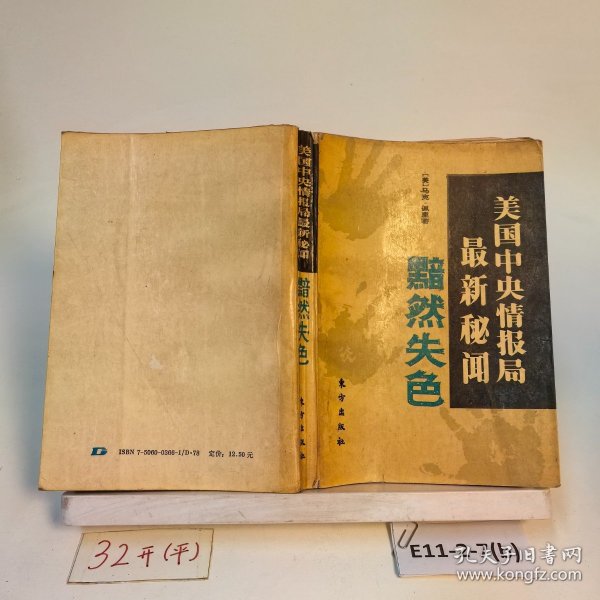 美国中央情报局最新秘闻
黯然失色
ISBN 7-5060-0360-1/D·78 定价：12.50元
[美]马克·佩里著
美国中央情报局
最新秘闻
黯然失色
东方出版社
东方出版社
32开(平)
E11-2-7(b)
孔夫子旧书网
www.kongfz.com